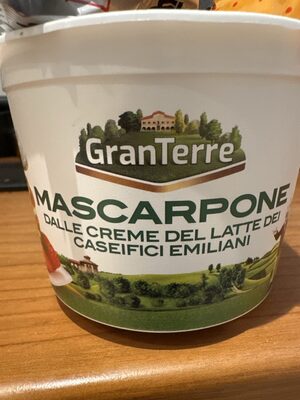 GranTerre
MASCARPONE
DALLE CREME DEL LATTE DEI
CASEIFICI EMILIANI